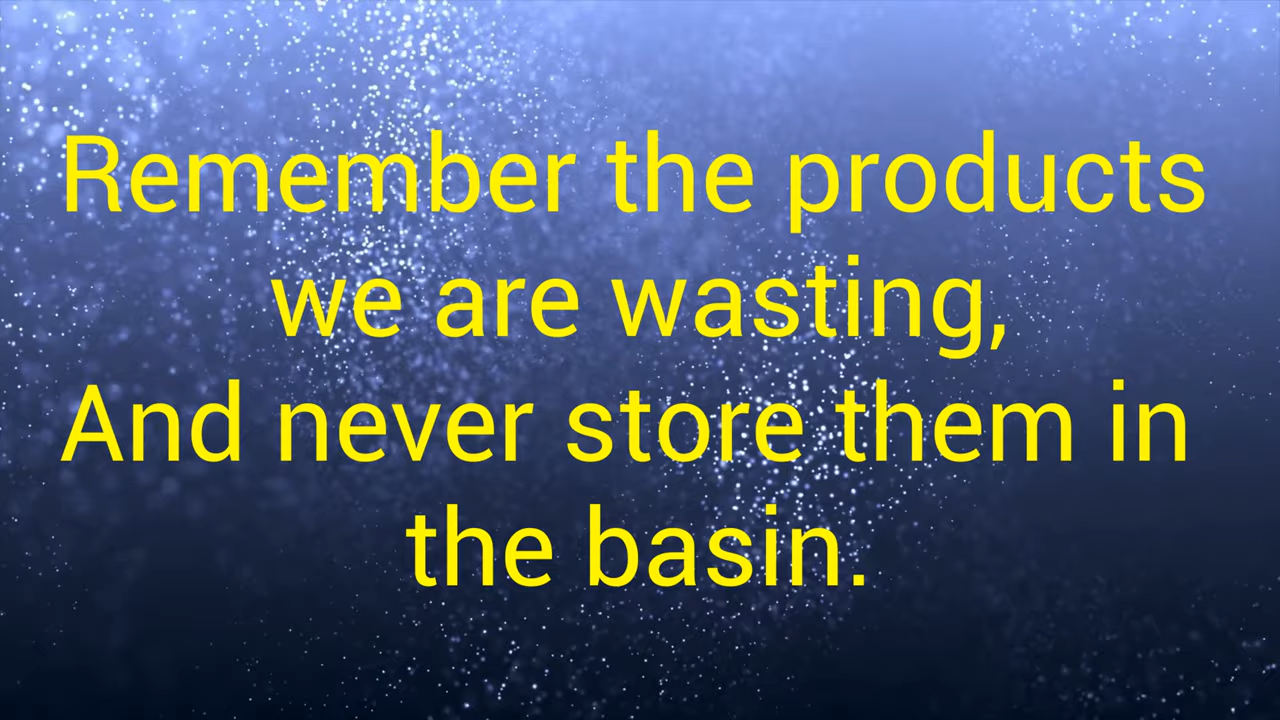 Remember the products
we are wasting,
And never store them in
the basin.